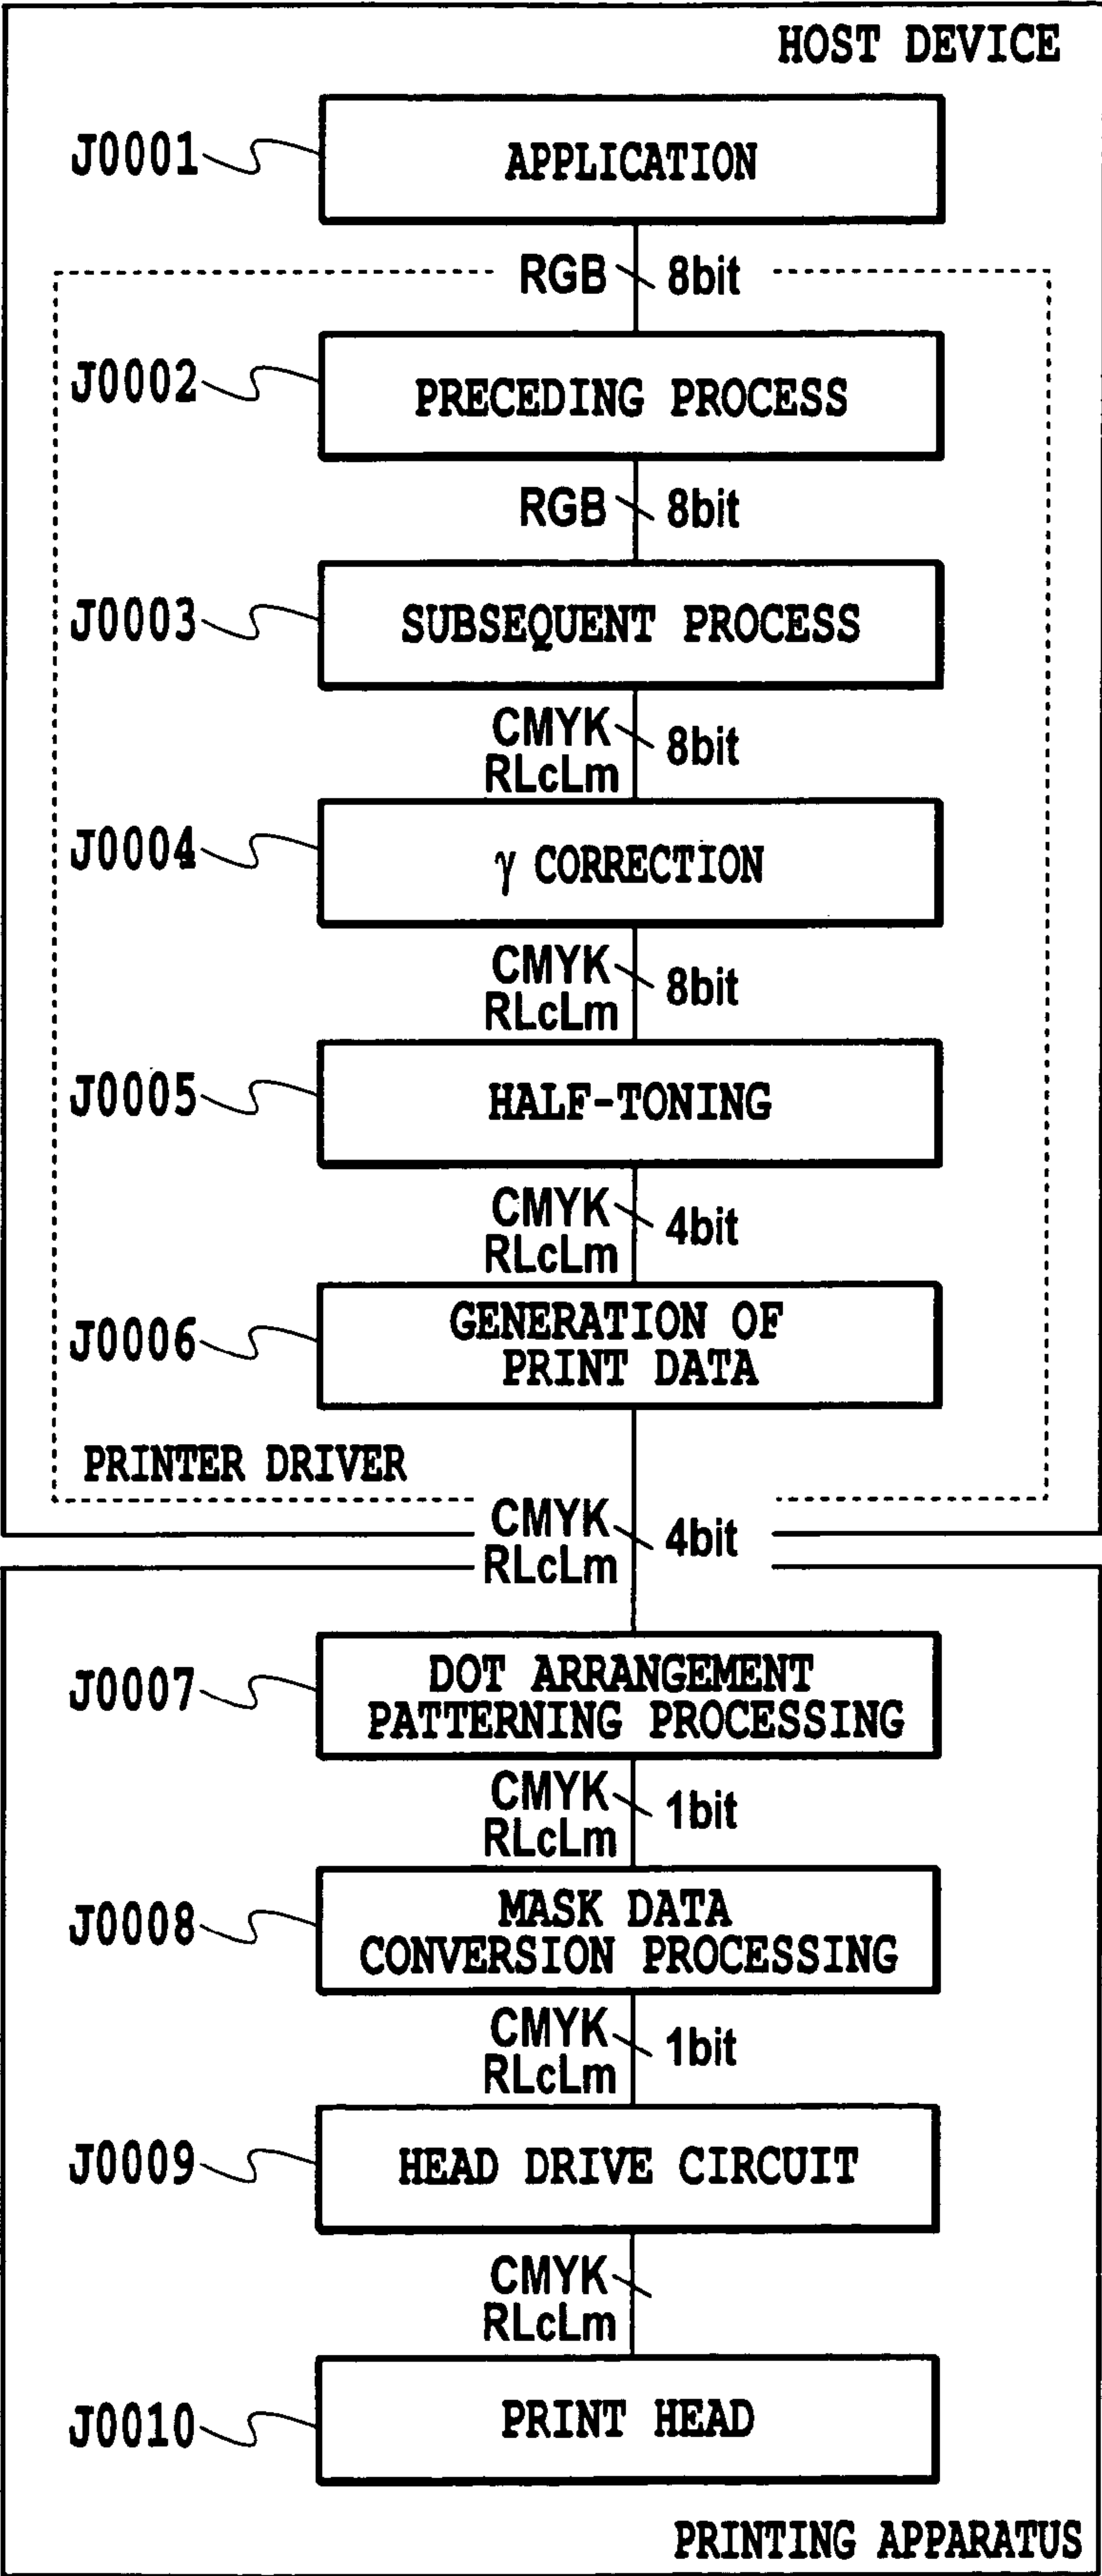 HOST DEVICE
J0001
APPLICATION
RGB 8bit
J0002
PRECEDING PROCESS
RGB 8bit
J0003
SUBSEQUENT PROCESS
CMYK 8bit
RLcLm
J0004
γ CORRECTION
CMYK 8bit
RLcLm
J0005
HALF-TONING
CMYK 4bit
RLcLm
J0006
GENERATION OF
PRINT DATA
PRINTER DRIVER
CMYK 4bit
RLcLm
J0007
DOT ARRANGEMENT
PATTERNING PROCESSING
CMYK 1bit
RLcLm
J0008
MASK DATA
CONVERSION PROCESSING
CMYK 1bit
RLcLm
J0009
HEAD DRIVE CIRCUIT
CMYK
RLcLm
J0010
PRINT HEAD
PRINTING APPARATUS